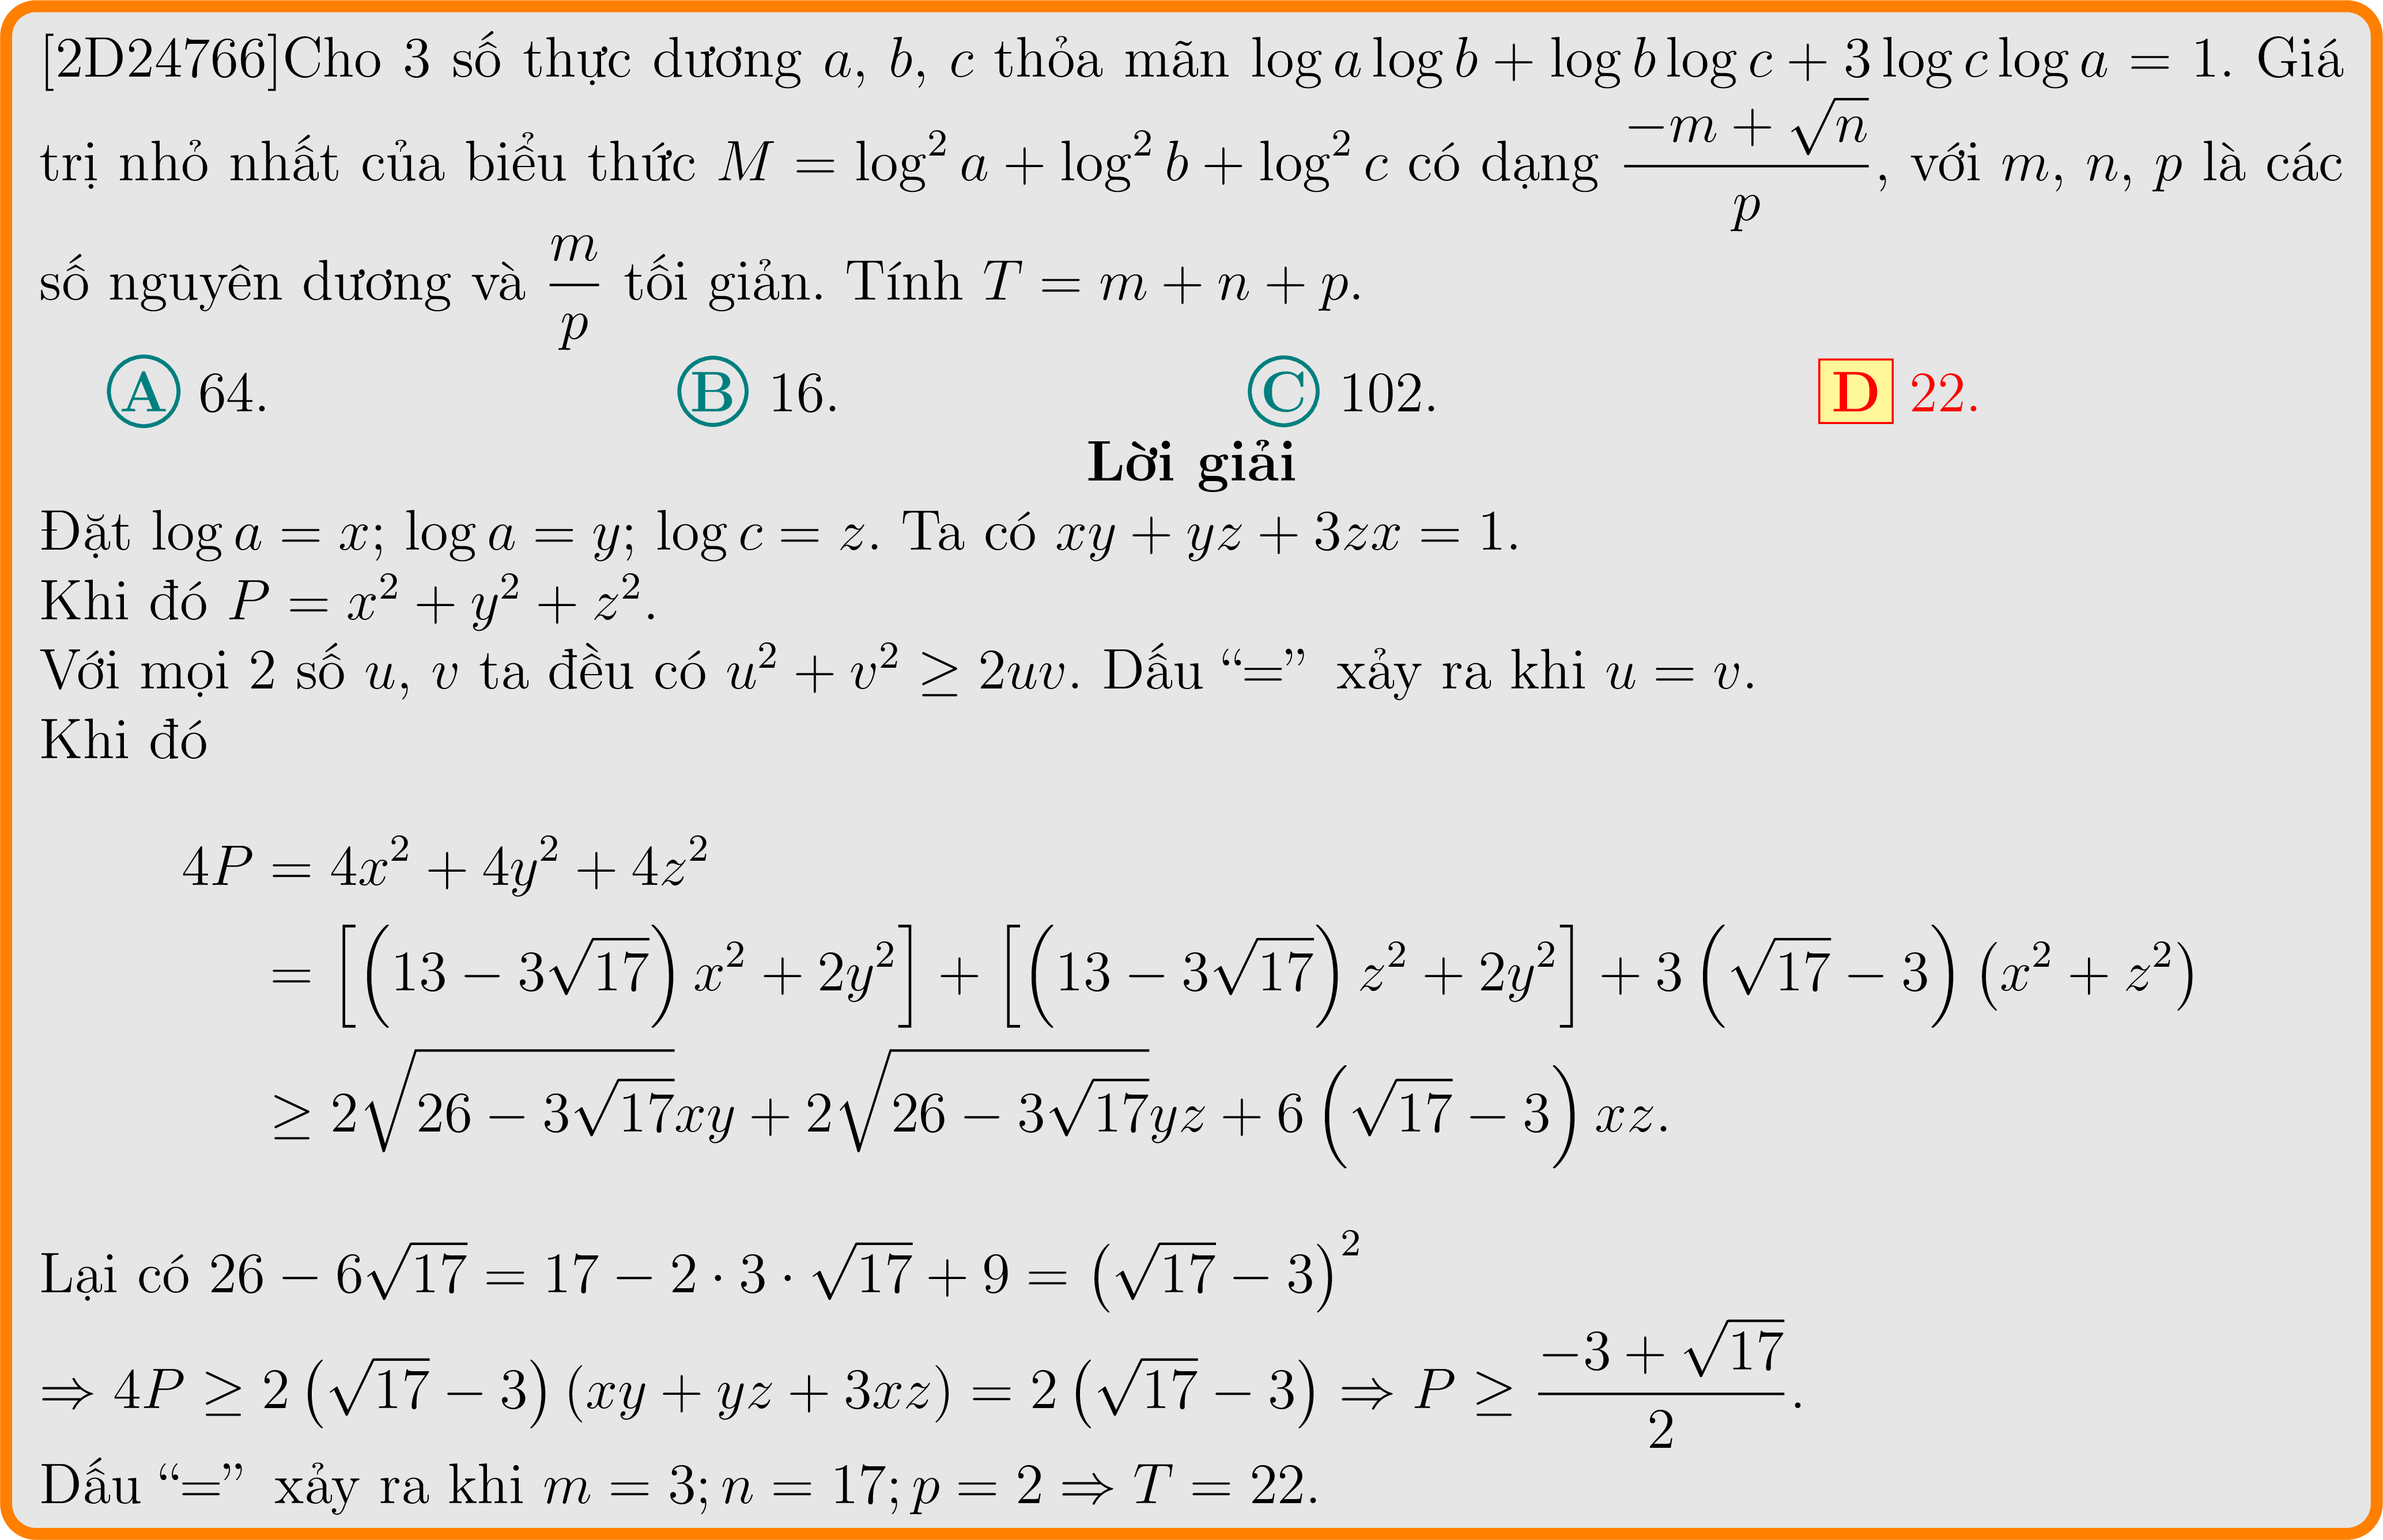 [2D24766]Cho 3 số thực dương $a$, $b$, $c$ thỏa mãn $\log a \log b + \log b \log c + 3 \log c \log a = 1$. Giá
trị nhỏ nhất của biểu thức $M = \log^2 a + \log^2 b + \log^2 c$ có dạng $\frac{-m + \sqrt{n}}{p}$, với $m$, $n$, $p$ là các
số nguyên dương và $\frac{m}{p}$ tối giản. Tính $T = m + n + p$.
A 64. B 16. C 102. D 22.
Lời giải
Đặt $\log a = x$; $\log a = y$; $\log c = z$. Ta có $xy + yz + 3zx = 1$.
Khi đó $P = x^2 + y^2 + z^2$.
Với mọi 2 số $u$, $v$ ta đều có $u^2 + v^2 \geq 2uv$. Dấu “=” xảy ra khi $u = v$.
Khi đó
$4P = 4x^2 + 4y^2 + 4z^2$
$= \left[\left(13 - 3\sqrt{17}\right)x^2 + 2y^2\right] + \left[\left(13 - 3\sqrt{17}\right)z^2 + 2y^2\right] + 3\left(\sqrt{17} - 3\right)\left(x^2 + z^2\right)$
$\geq 2\sqrt{26 - 3\sqrt{17}}xy + 2\sqrt{26 - 3\sqrt{17}}yz + 6\left(\sqrt{17} - 3\right)xz.$
Lại có $26 - 6\sqrt{17} = 17 - 2 \cdot 3 \cdot \sqrt{17} + 9 = \left(\sqrt{17} - 3\right)^2$
$\Rightarrow 4P \geq 2\left(\sqrt{17} - 3\right)(xy + yz + 3xz) = 2\left(\sqrt{17} - 3\right) \Rightarrow P \geq \frac{-3 + \sqrt{17}}{2}.$
Dấu “=” xảy ra khi $m = 3; n = 17; p = 2 \Rightarrow T = 22$.